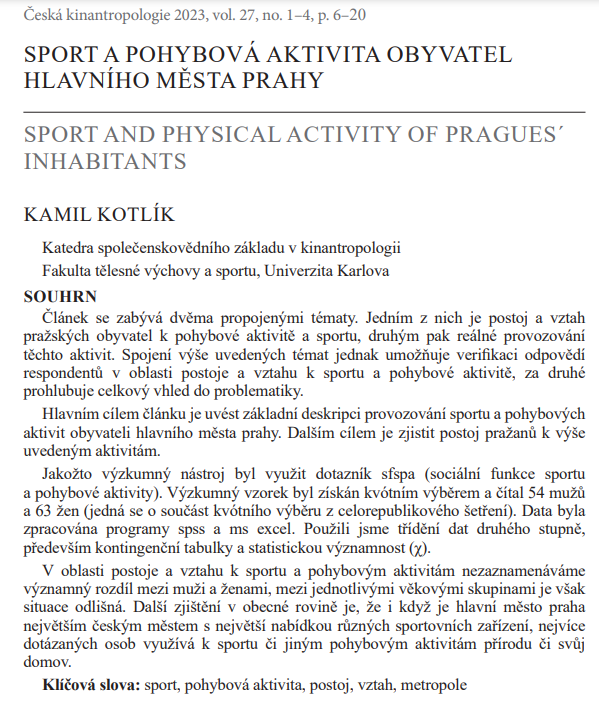 Česká kinantropologie 2023, vol. 27, no. 1–4, p. 6–20
SPORT A POHYBOVÁ AKTIVITA OBYVATEL
HLAVNÍHO MĚSTA PRAHY
SPORT AND PHYSICAL ACTIVITY OF PRAGUES´
INHABITANTS
KAMIL KOTLÍK
Katedra společenskovědního základu v kinantropologii
Fakulta tělesné výchovy a sportu, Univerzita Karlova
SOUHRN
Článek se zabývá dvěma propojenými tématy. Jedním z nich je postoj a vztah
pražských obyvatel k pohybové aktivitě a sportu, druhým pak reálné provozování
těchto aktivit. Spojení výše uvedených témat jednak umožňuje verifikaci odpovědí
respondentů v oblasti postoje a vztahu k sportu a pohybové aktivitě, za druhé
prohlubuje celkový vhled do problematiky.
Hlavním cílem článku je uvést základní deskripci provozování sportu a pohybových
aktivit obyvateli hlavního města prahy. Dalším cílem je zjistit postoj pražanů k výše
uvedeným aktivitám.
Jakožto výzkumný nástroj byl využit dotazník sfspa (sociální funkce sportu
a pohybové aktivity). Výzkumný vzorek byl získán kvótním výběrem a čítal 54 mužů
a 63 žen (jedná se o součást kvótního výběru z celorepublikového šetření). Data byla
zpracována programy spss a ms excel. Použili jsme třídění dat druhého stupně,
především kontingenční tabulky a statistickou významnost (χ).
V oblasti postoje a vztahu k sportu a pohybovým aktivitám nezaznamenáváme
významný rozdíl mezi muži a ženami, mezi jednotlivými věkovými skupinami je však
situace odlišná. Další zjištění v obecné rovině je, že i když je hlavní město praha
největším českým městem s největší nabídkou různých sportovních zařízení, nejvíce
dotázaných osob využívá k sportu či jiným pohybovým aktivitám přírodu či svůj
domov.
Klíčová slova: sport, pohybová aktivita, postoj, vztah, metropole